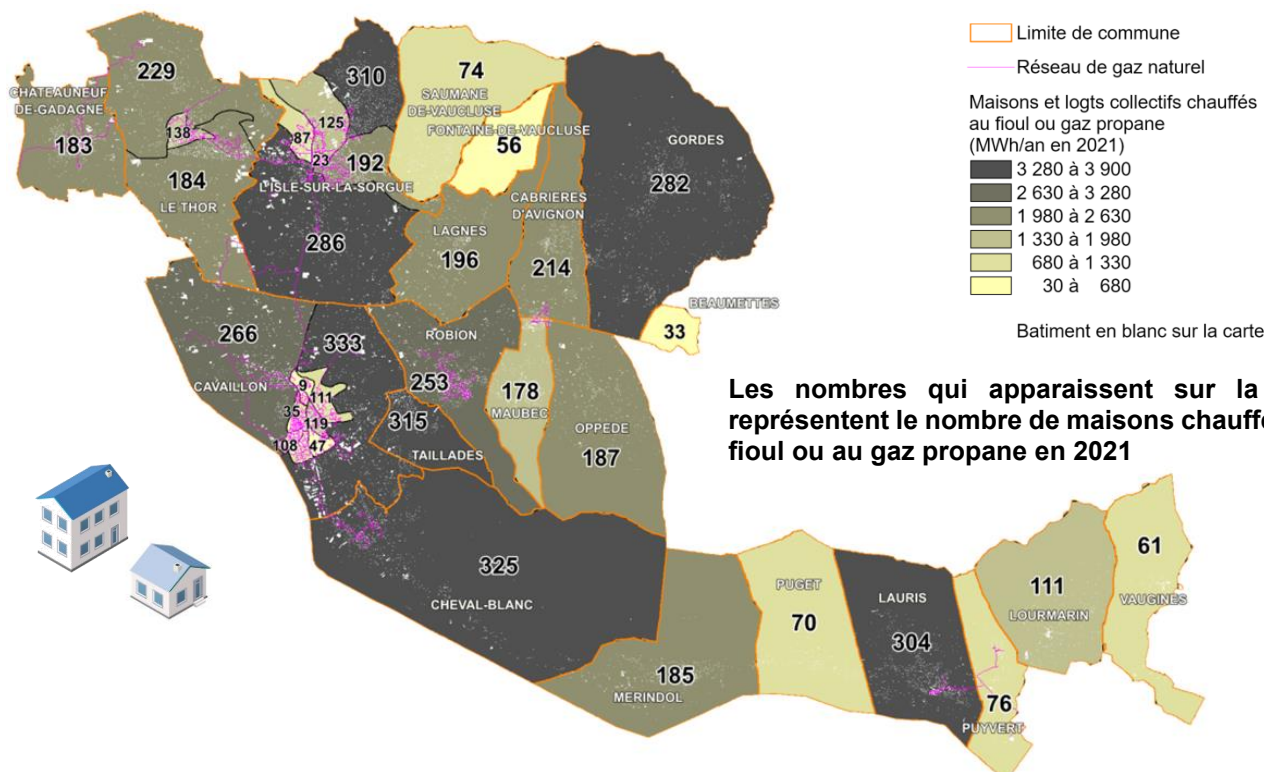 Limite de commune
Réseau de gaz naturel
Maisons et logts collectifs chauffés
au fioul ou gaz propane
(MWh/an en 2021)
3 280 à 3 900
2 630 à 3 280
1 980 à 2 630
1 330 à 1 980
680 à 1 330
30 à 680
Batiment en blanc sur la carte
Les nombres qui apparaissent sur la
représentent le nombre de maisons chauffé
fioul ou au gaz propane en 2021
229
310
74
CHATEAUNEUF
DE-GADAGNE
SAUMANE
DE-VAUCLUSE
125
138
87
FONTAINE-DE-VAUCLUSE
GORDES
183
23
192
56
184
L'ISLE-SUR-LA-SORGUE
282
LE THOR
CABRIERES
D'AVIGNON
LAGNES
286
196
214
BEAUMETTES
266
333
ROBION
33
CAVAILLON
9
111
253
178
35
119
315
MAUBEC
OPPEDE
108
47
TAILLADES
187
325
CHEVAL-BLANC
61
PUGET
LAURIS
111
VAUGINES
70
LOURMARIN
304
185
MERINDOL
76
PUYVERT